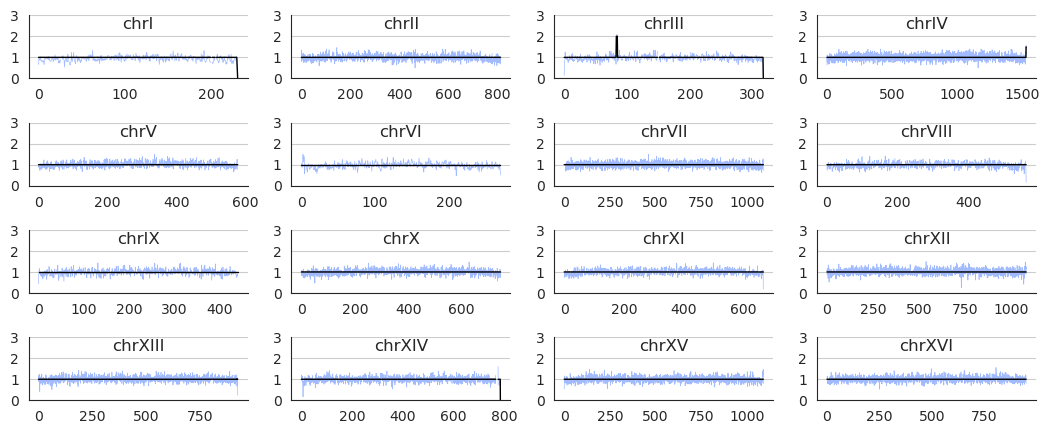 3 chrI 3 chrII 3 chrIII 3 chrIV
2 2 2 2
1 1 1 1
0 0 0 0
0 100 200 0 200 400 600 800 0 100 200 300 0 500 1000 1500
3 chrV 3 chrVI 3 chrVII 3 chrVIII
2 2 2 2
1 1 1 1
0 0 0 0
0 200 400 600 0 100 200 0 250 500 750 1000 0 200 400
3 chrIX 3 chrX 3 chrXI 3 chrXII
2 2 2 2
1 1 1 1
0 0 0 0
0 100 200 300 400 0 200 400 600 0 200 400 600 0 250 500 750 1000
3 chrXIII 3 chrXIV 3 chrXV 3 chrXVI
2 2 2 2
1 1 1 1
0 0 0 0
0 250 500 750 0 200 400 600 800 0 250 500 750 1000 0 250 500 750